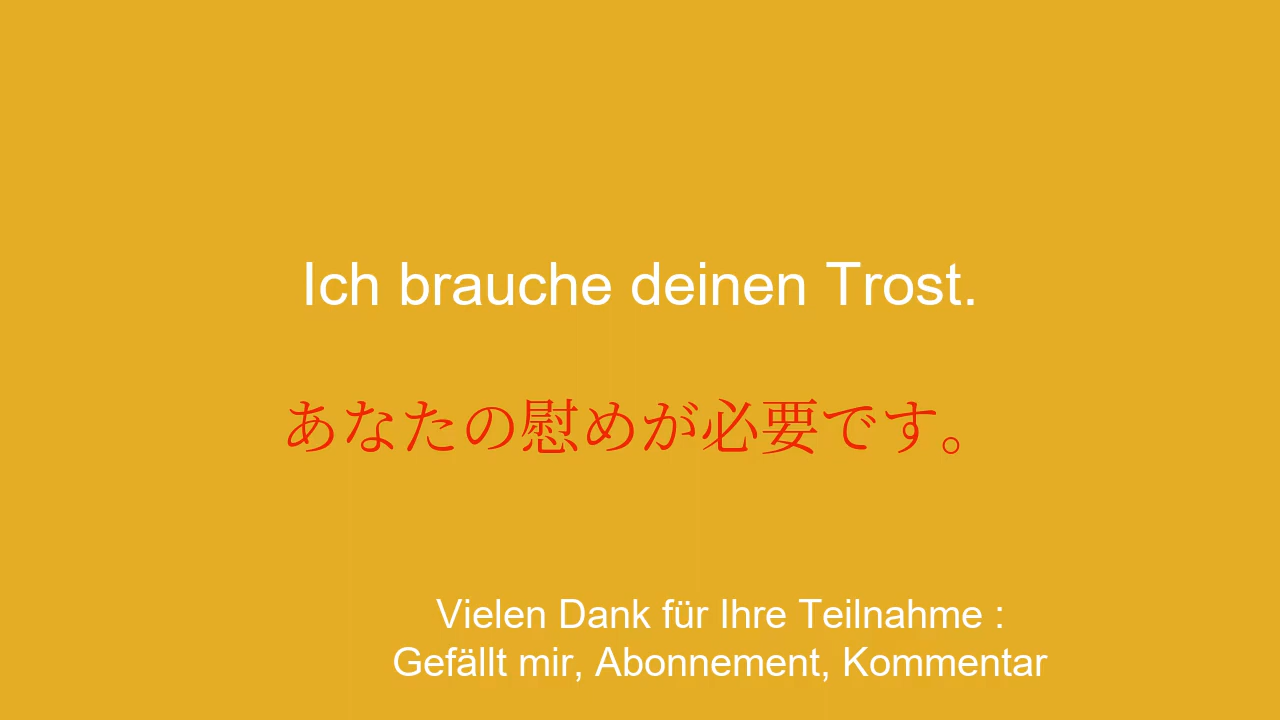 Ich brauche deinen Trost.
あなたの慰めが必要です。
Vielen Dank für Ihre Teilnahme :
Gefällt mir, Abonnement, Kommentar